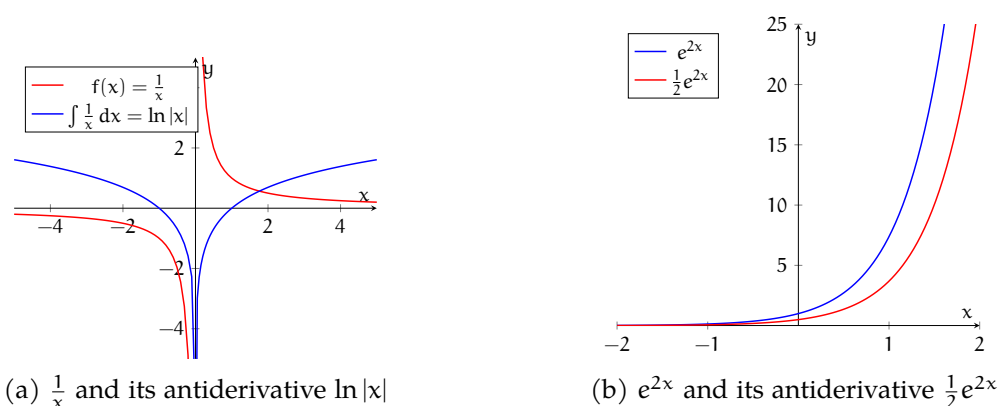 f(x) = 1/x
∫ 1/x dx = ln |x|
y
x
2
−2
−4
−4
−2
2
4
(a) 1/x and its antiderivative ln |x|
e^{2x}
1/2 e^{2x}
y
x
25
20
15
10
5
−2
−1
1
2
(b) e^{2x} and its antiderivative 1/2 e^{2x}